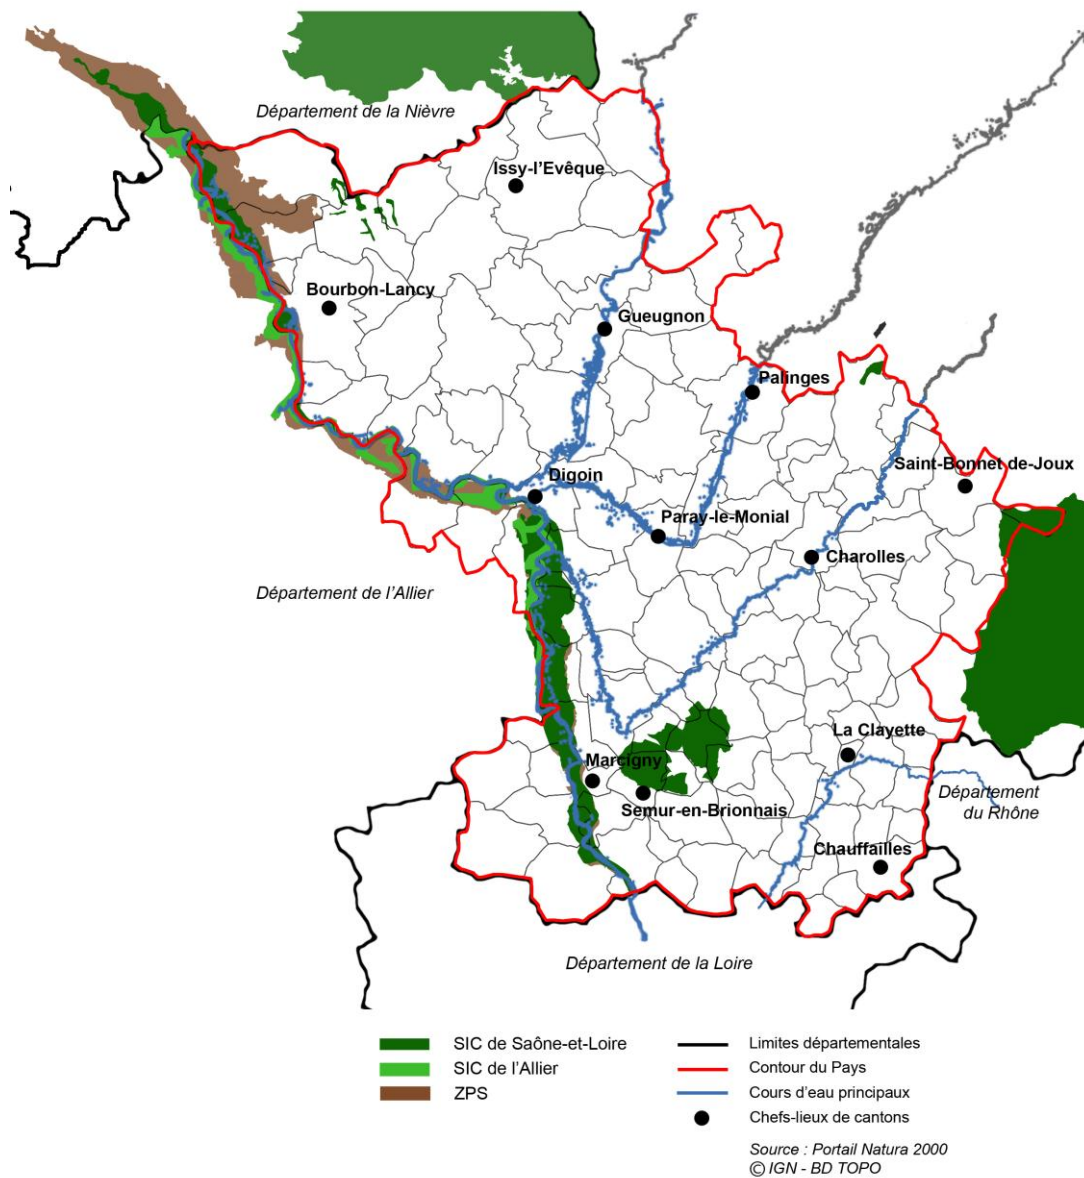 Département de la Nièvre
Issy-l'Evêque
Bourbon-Lancy
Gueugnon
Palinges
Saint-Bonnet-de-Joux
Digoin
Paray-le-Monial
Charolles
Département de l'Allier
La Clayette
Marcigny
Département
du Rhône
Semur-en-Brionnais
Chauffailles
Département de la Loire
SIC de Saône-et-Loire
SIC de l'Allier
ZPS
Limites départementales
Contour du Pays
Cours d'eau principaux
Chefs-lieux de cantons
Source : Portail Natura 2000
© IGN - BD TOPO